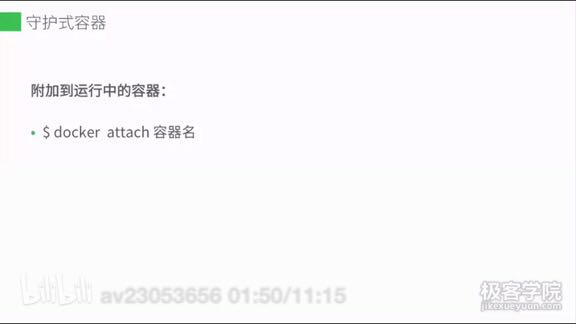 守护式容器
附加到运行中的容器：
• $ docker attach 容器名
bilibili av23053656 01:50/11:15
极客学院
jikexueyuan.com